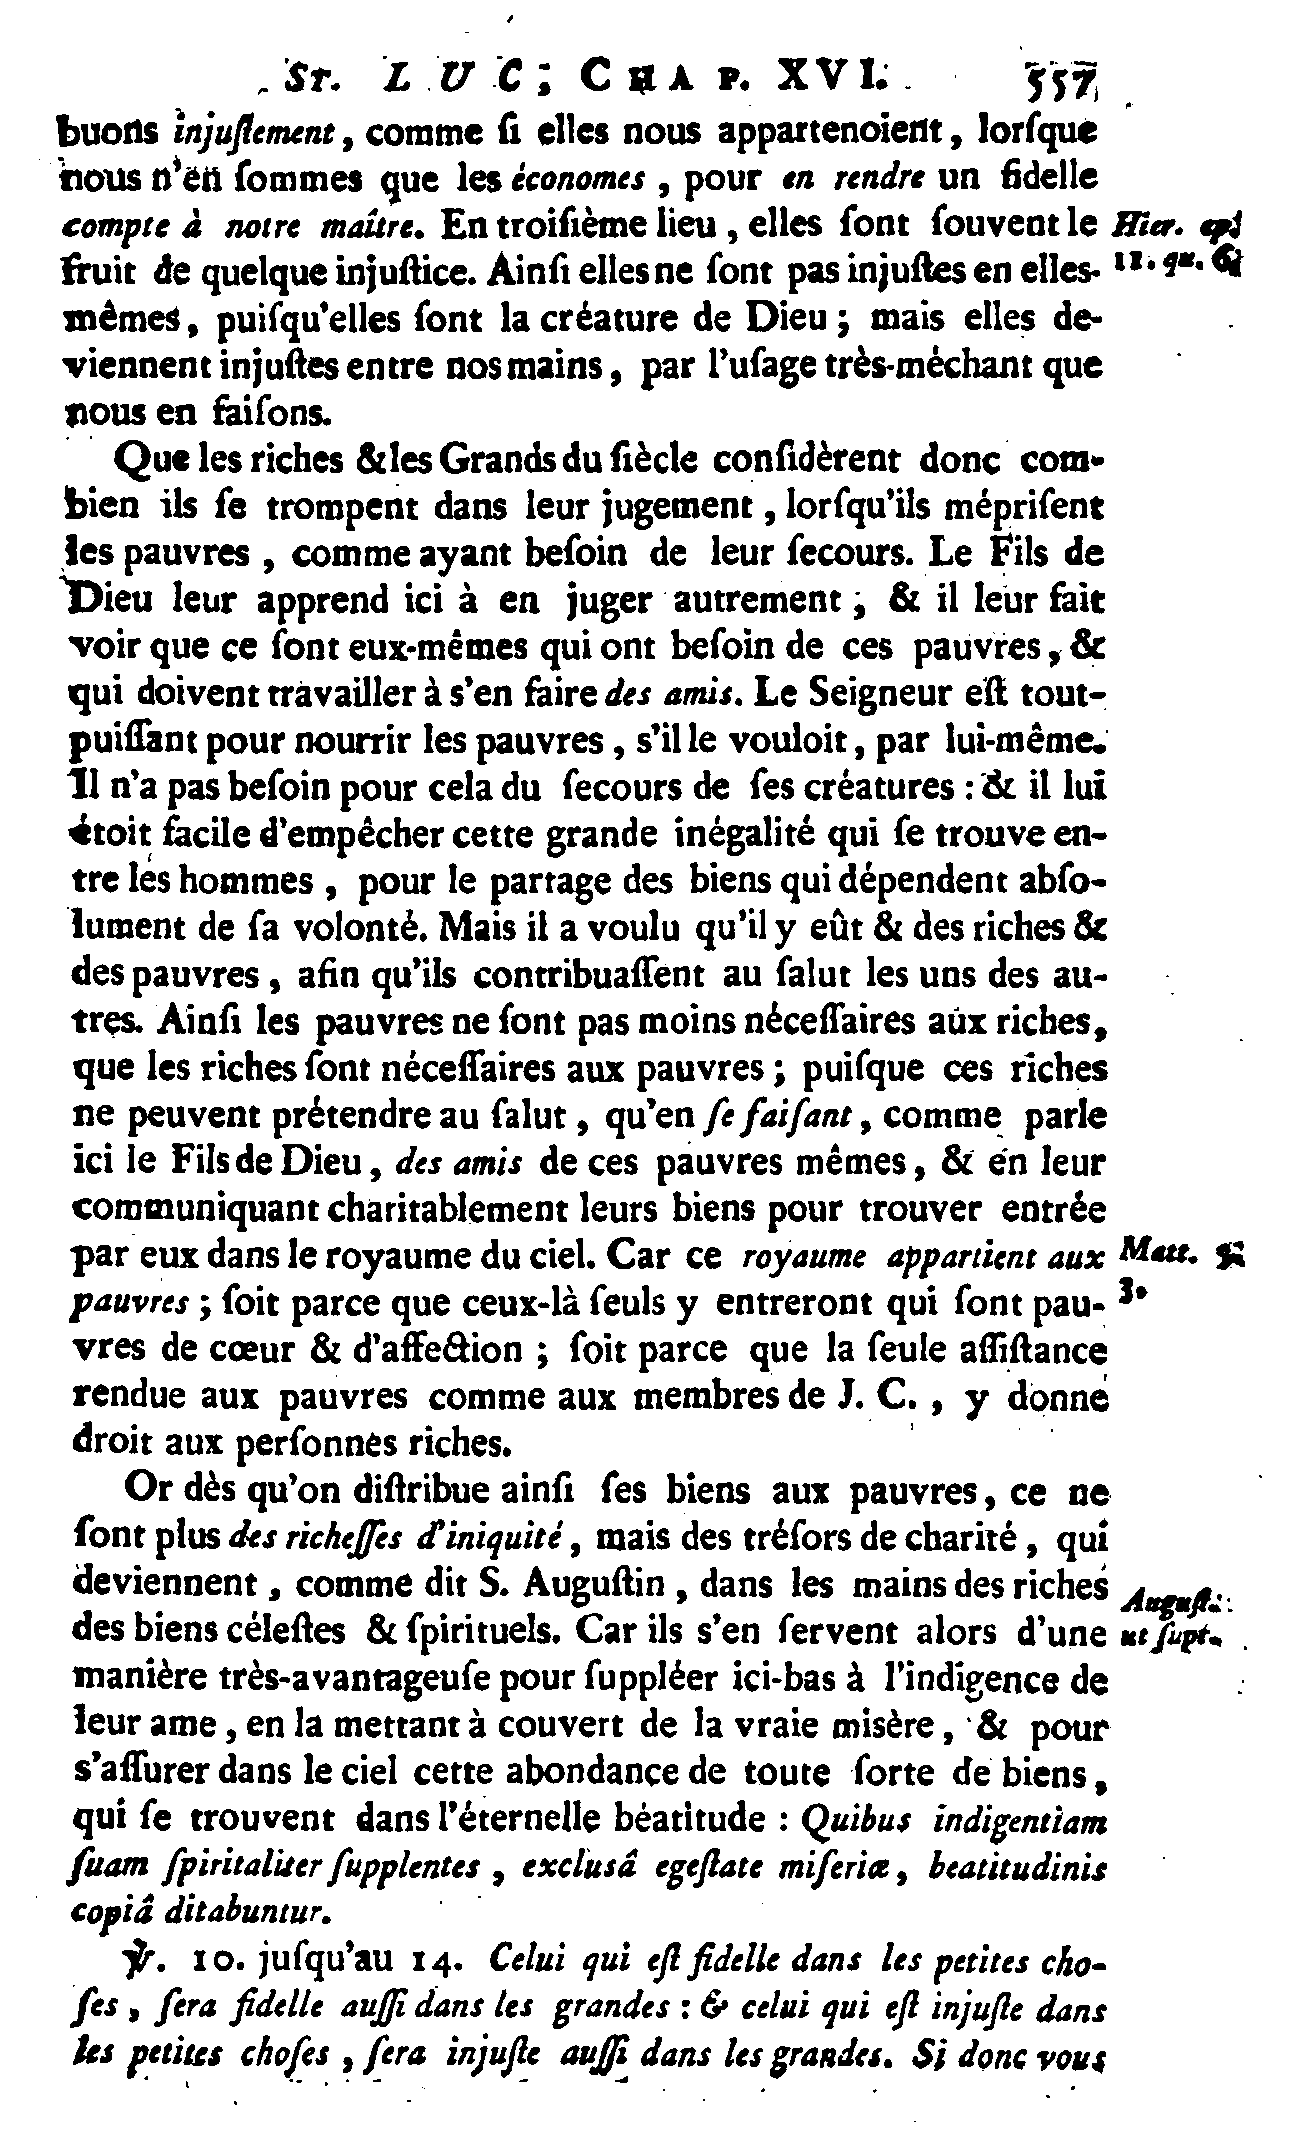 St. LUC; CHAP. XVI. 557
buons injuſtement, comme ſi elles nous appartenoient, lorſque
nous n'en ſommes que les économes, pour en rendre un fidelle
compte à notre maître. En troiſième lieu, elles ſont ſouvent le
Hier.
fruit de quelque injuſtice. Ainſi elles ne ſont pas injuſtes en elles-
11. qu.
mêmes, puiſqu'elles ſont la créature de Dieu; mais elles de-
viennent injuſtes entre nos mains, par l'uſage très-méchant que
nous en faiſons.
Que les riches & les Grands du ſiècle conſidèrent donc com-
bien ils ſe trompent dans leur jugement, lorſqu'ils mépriſent
les pauvres, comme ayant beſoin de leur ſecours. Le Fils de
Dieu leur apprend ici à en juger autrement; & il leur fait
voir que ce ſont eux-mêmes qui ont beſoin de ces pauvres, &
qui doivent travailler à s'en faire des amis. Le Seigneur eſt tout-
puiſſant pour nourrir les pauvres, s'il le vouloit, par lui-même.
Il n'a pas beſoin pour cela du ſecours de ſes créatures: & il lui
étoit facile d'empêcher cette grande inégalité qui ſe trouve en-
tre les hommes, pour le partage des biens qui dépendent abſo-
lument de ſa volonté. Mais il a voulu qu'il y eût & des riches &
des pauvres, afin qu'ils contribuaſſent au ſalut les uns des au-
tres. Ainſi les pauvres ne ſont pas moins néceſſaires aux riches,
que les riches ſont néceſſaires aux pauvres; puiſque ces riches
ne peuvent prétendre au ſalut, qu'en ſe faiſant, comme parle
ici le Fils de Dieu, des amis de ces pauvres mêmes, & en leur
communiquant charitablement leurs biens pour trouver entrée
par eux dans le royaume du ciel. Car ce royaume appartient aux
Matt.
pauvres; ſoit parce que ceux-là ſeuls y entreront qui ſont pau-
3.
vres de cœur & d'affection; ſoit parce que la ſeule aſſiſtance
rendue aux pauvres comme aux membres de J. C., y donne
droit aux perſonnes riches.
Or dès qu'on diſtribue ainſi ſes biens aux pauvres, ce ne
ſont plus des richeſſes d'iniquité, mais des tréſors de charité, qui
deviennent, comme dit S. Auguſtin, dans les mains des riches
Auguſt.
des biens céleſtes & ſpirituels. Car ils s'en ſervent alors d'une
ut ſupt.
manière très-avantageuſe pour ſuppléer ici-bas à l'indigence de
leur ame, en la mettant à couvert de la vraie misère, & pour
s'aſſurer dans le ciel cette abondance de toute ſorte de biens,
qui ſe trouvent dans l'éternelle béatitude: Quibus indigentiam
ſuam ſpiritaliter ſupplentes, excluſâ egeſtate miſeriæ, beatitudinis
copiâ ditabuntur.
℣. 10. juſqu'au 14. Celui qui eſt fidelle dans les petites cho-
ſes, ſera fidelle auſſi dans les grandes: & celui qui eſt injuſte dans
les petites choſes, ſera injuſte auſſi dans les grandes. Si donc vous